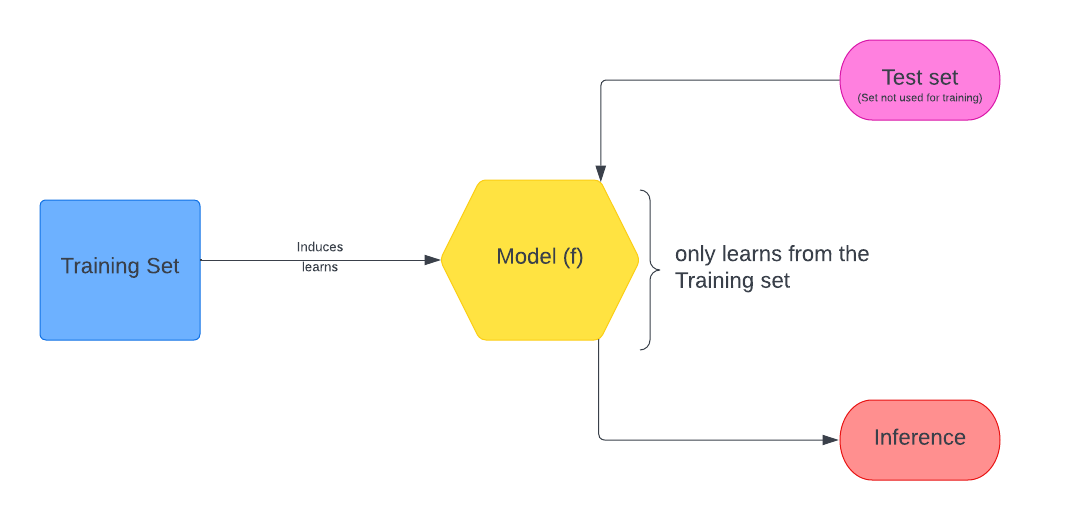 Test set
(Set not used for training)
Training Set
Induces
learns
Model (f)
only learns from the
Training set
Inference